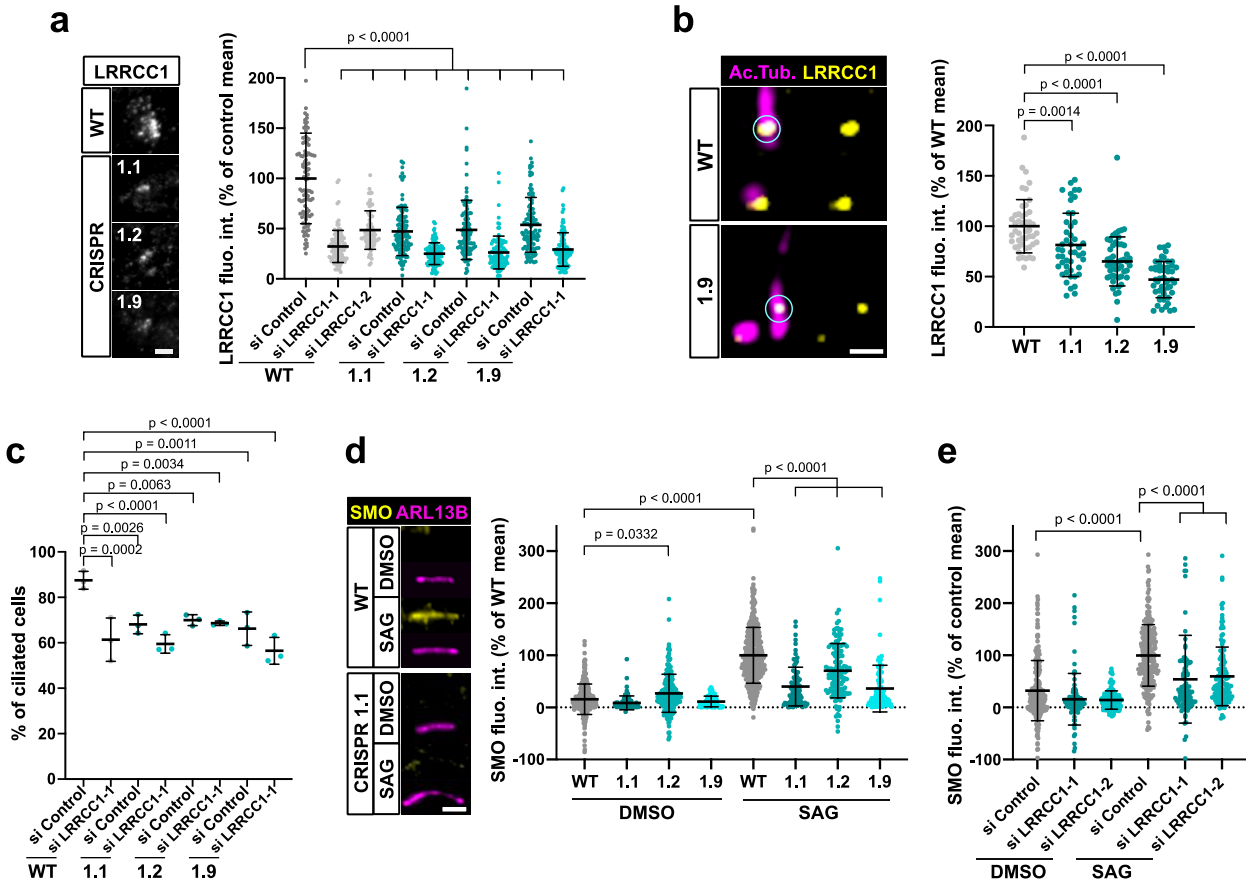 a
LRRCC1
WT
CRISPR
1.1
1.2
1.9
p < 0.0001
LRRCC1 fluo. int. (% of control mean)
200
150
100
50
0
si Control
si LRRCC1-1
si LRRCC1-2
si Control
si LRRCC1-1
si Control
si LRRCC1-1
si Control
si LRRCC1-1
WT
1.1
1.2
1.9
b
Ac.Tub. LRRCC1
WT
1.9
p < 0.0001
p < 0.0001
p = 0.0014
LRRCC1 fluo. int. (% of WT mean)
200
150
100
50
0
WT
1.1
1.2
1.9
c
p < 0.0001
p = 0.0011
p = 0.0034
p = 0.0063
p < 0.0001
p = 0.0026
p = 0.0002
% of ciliated cells
100
80
60
40
20
0
si Control
si LRRCC1-1
si Control
si LRRCC1-1
si Control
si LRRCC1-1
si Control
si LRRCC1-1
WT
1.1
1.2
1.9
d
SMO ARL13B
WT
DMSO
SAG
CRISPR 1.1
DMSO
SAG
p < 0.0001
p < 0.0001
p = 0.0332
SMO fluo. int. (% of WT mean)
300
200
100
0
-100
WT
1.1
1.2
1.9
WT
1.1
1.2
1.9
DMSO
SAG
e
p < 0.0001
p < 0.0001
SMO fluo. int. (% of control mean)
300
200
100
0
-100
si Control
si LRRCC1-1
si LRRCC1-2
si Control
si LRRCC1-1
si LRRCC1-2
DMSO
SAG